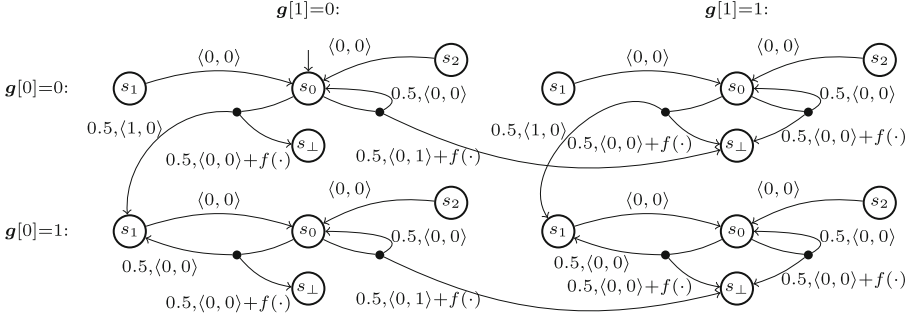 g[1]=0: g[1]=1:
⟨0, 0⟩ ⟨0, 0⟩
⟨0, 0⟩ s₂ ⟨0, 0⟩ s₂
g[0]=0: s₁ s₀ 0.5,⟨0, 0⟩ s₁ s₀ 0.5,⟨0, 0⟩
0.5,⟨1, 0⟩ 0.5,⟨1, 0⟩
s⊥ 0.5,⟨0, 0⟩+f(·) s⊥ 0.5,⟨0, 0⟩+f(·)
0.5,⟨0, 0⟩+f(·) 0.5,⟨0, 1⟩+f(·)
⟨0, 0⟩ ⟨0, 0⟩
⟨0, 0⟩ s₂ ⟨0, 0⟩ s₂
g[0]=1: s₁ s₀ 0.5,⟨0, 0⟩ s₁ s₀ 0.5,⟨0, 0⟩
0.5,⟨0, 0⟩ 0.5,⟨0, 0⟩
s⊥ 0.5,⟨0, 0⟩+f(·) s⊥ 0.5,⟨0, 0⟩+f(·)
0.5,⟨0, 0⟩+f(·) 0.5,⟨0, 1⟩+f(·)